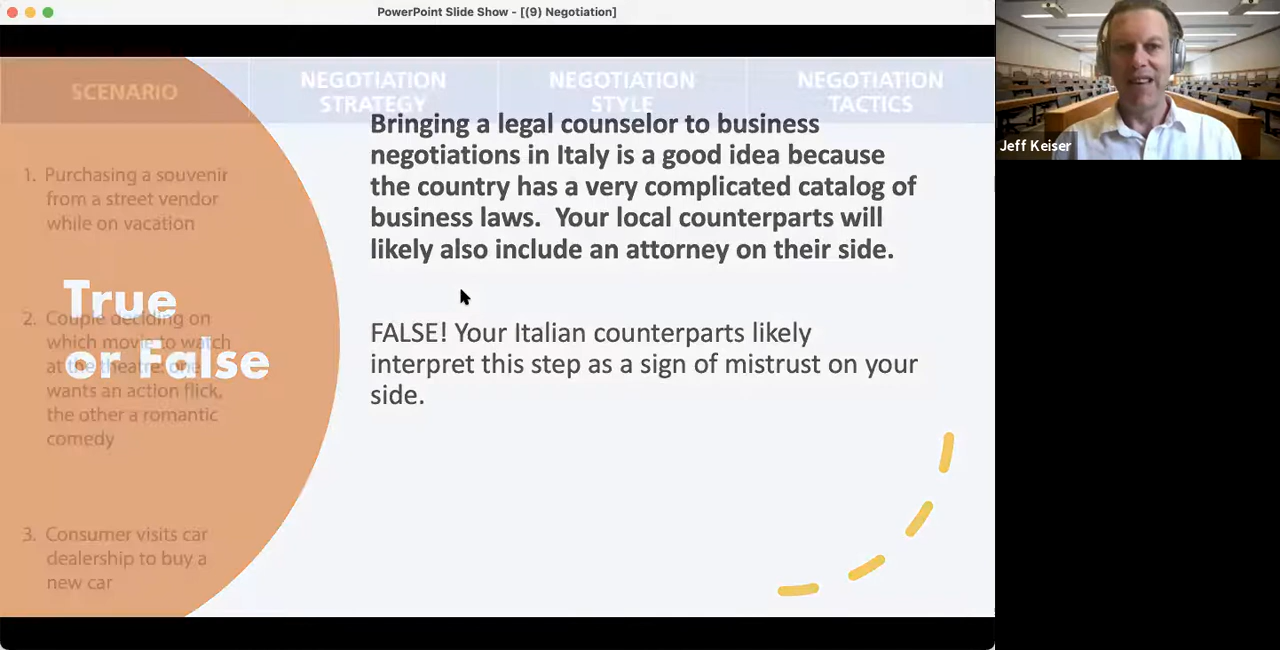 PowerPoint Slide Show - [(9) Negotiation]
SCENARIO
NEGOTIATION
STRATEGY
NEGOTIATION
STYLE
NEGOTIATION
TACTICS
1. Purchasing a souvenir
from a street vendor
while on vacation
2. Couple deciding on
which movie to watch
at the theatre: one
wants an action flick,
the other a romantic
comedy
3. Consumer visits car
dealership to buy a
new car
True
or False
Bringing a legal counselor to business
negotiations in Italy is a good idea because
the country has a very complicated catalog of
business laws.  Your local counterparts will
likely also include an attorney on their side.
FALSE! Your Italian counterparts likely
interpret this step as a sign of mistrust on your
side.
Jeff Keiser